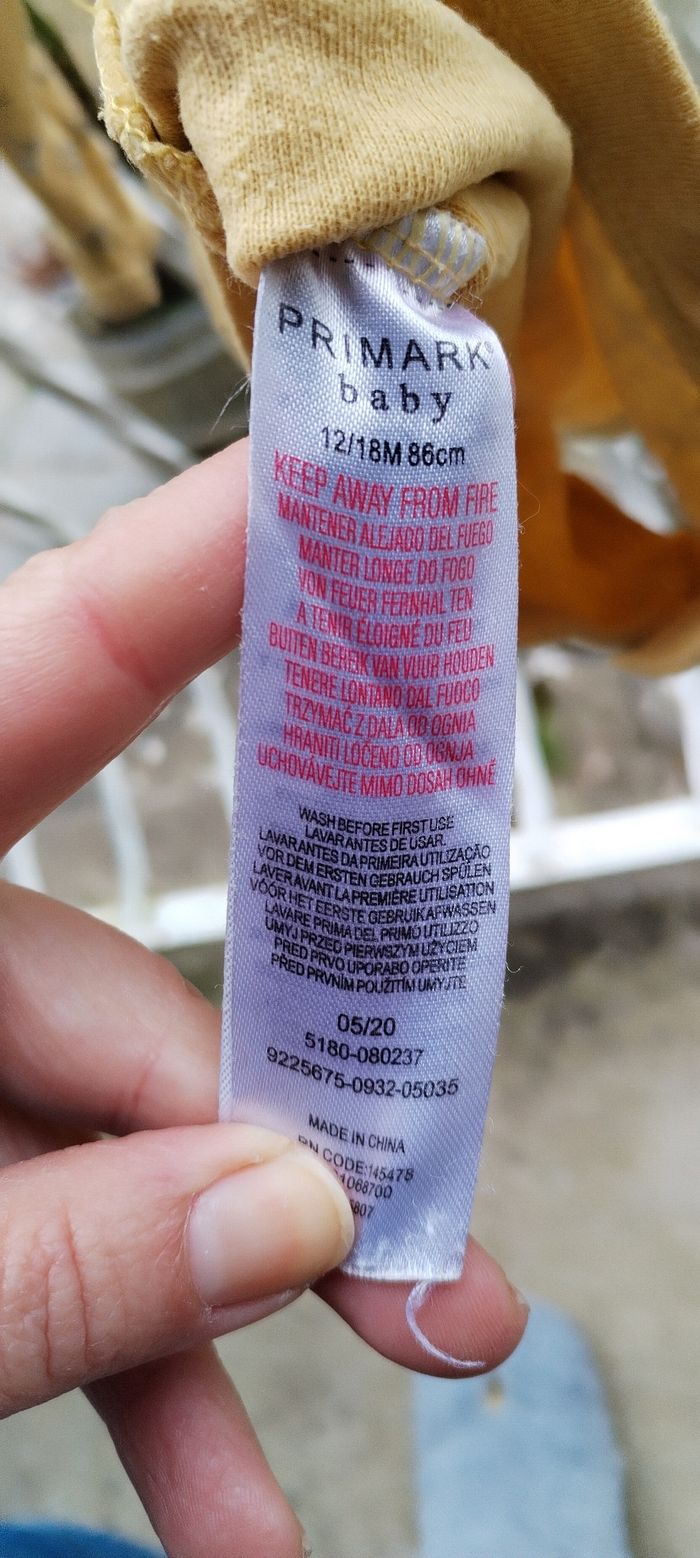 PRIMARK®
baby
12/18M 86cm
KEEP AWAY FROM FIRE
MANTENER ALEJADO DEL FUEGO
MANTER LONGE DO FOGO
VON FEUER FERNHALTEN
A TENIR ÉLOIGNÉ DU FEU
BUITEN BEREIK VAN VUUR HOUDEN
TENERE LONTANO DAL FUOCO
TRZYMAĆ Z DALA OD OGNIA
HRANITI LOČENO OD OGNJA
UCHOVÁVEJTE MIMO DOSAH OHNĚ
WASH BEFORE FIRST USE
LAVAR ANTES DE USAR.
LAVAR ANTES DA PRIMEIRA UTILIZAÇÃO
VOR DEM ERSTEN GEBRAUCH SPÜLEN
LAVER AVANT LA PREMIÈRE UTILISATION
VÓÓR HET EERSTE GEBRUIK AFWASSEN
LAVARE PRIMA DEL PRIMO UTILIZZO
UMYJ PRZED PIERWSZYM UŻYCIEM
PRED PRVO UPORABO OPERITE
PŘED PRVNÍM POUŽITÍM UMYJTE
05/20
5180-080237
9225675-0932-05035
MADE IN CHINA
RN CODE:145478